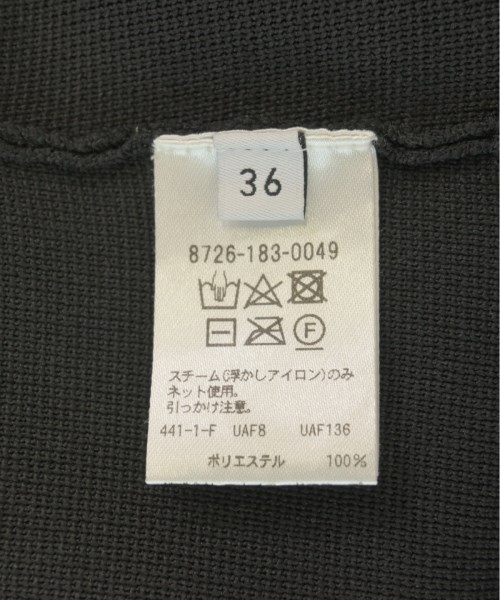 36
8726-183-0049
F
スチーム(浮かしアイロン)のみ
ネット使用。
引っかけ注意。
441-1-F UAF8 UAF136
ポリエステル 100%